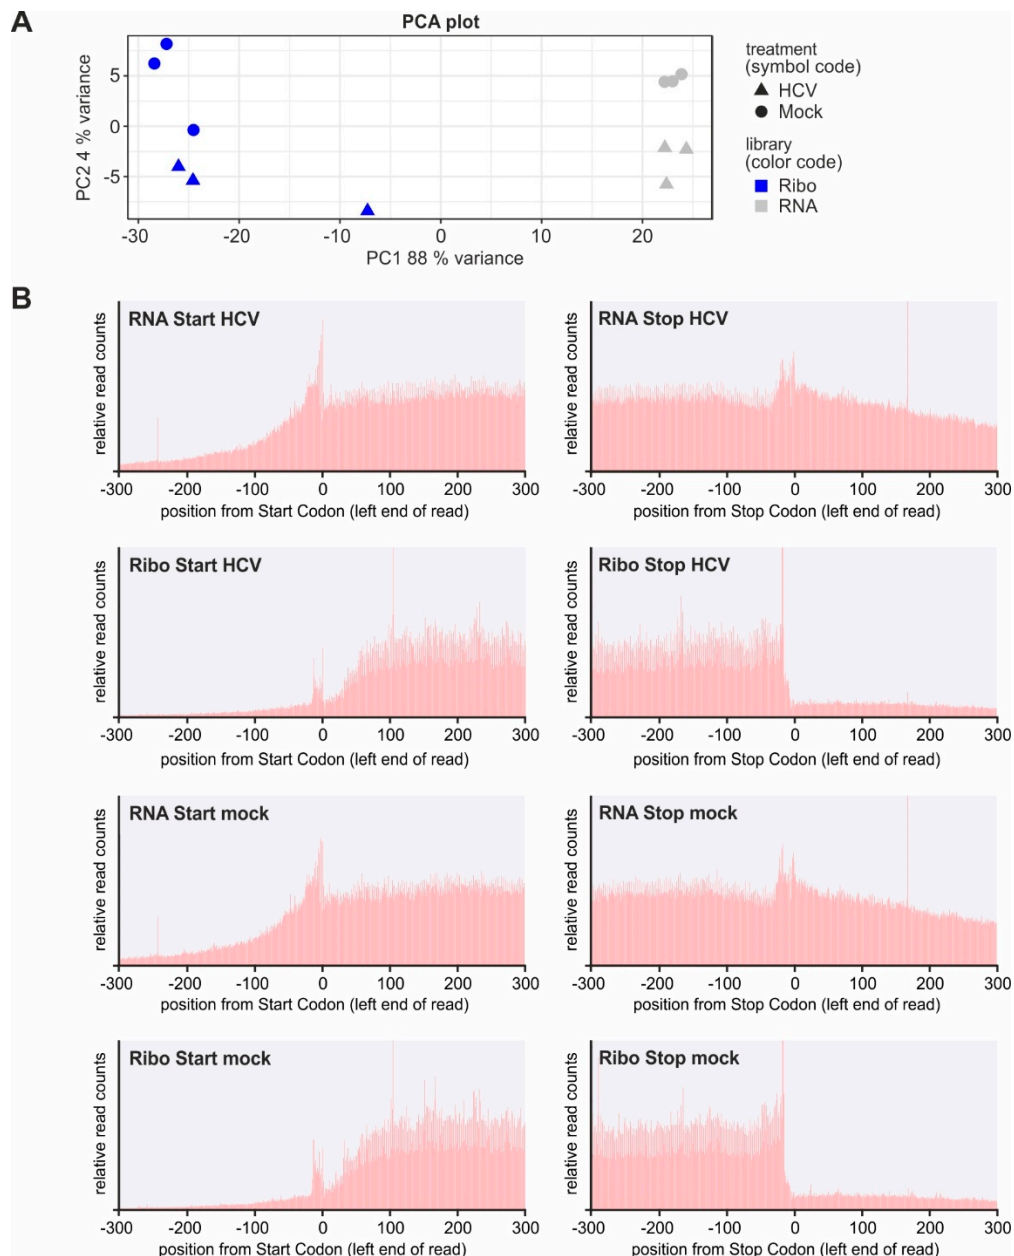 A
PCA plot
PC2 4 % variance
5
0
-5
-30 -20 -10 0 10 20
PC1 88 % variance
treatment
(symbol code)
HCV
Mock
library
(color code)
Ribo
RNA
B
RNA Start HCV
relative read counts
-300 -200 -100 0 100 200 300
position from Start Codon (left end of read)
RNA Stop HCV
relative read counts
-300 -200 -100 0 100 200 300
position from Stop Codon (left end of read)
Ribo Start HCV
relative read counts
-300 -200 -100 0 100 200 300
position from Start Codon (left end of read)
Ribo Stop HCV
relative read counts
-300 -200 -100 0 100 200 300
position from Stop Codon (left end of read)
RNA Start mock
relative read counts
-300 -200 -100 0 100 200 300
position from Start Codon (left end of read)
RNA Stop mock
relative read counts
-300 -200 -100 0 100 200 300
position from Stop Codon (left end of read)
Ribo Start mock
relative read counts
-300 -200 -100 0 100 200 300
position from Start Codon (left end of read)
Ribo Stop mock
relative read counts
-300 -200 -100 0 100 200 300
position from Stop Codon (left end of read)